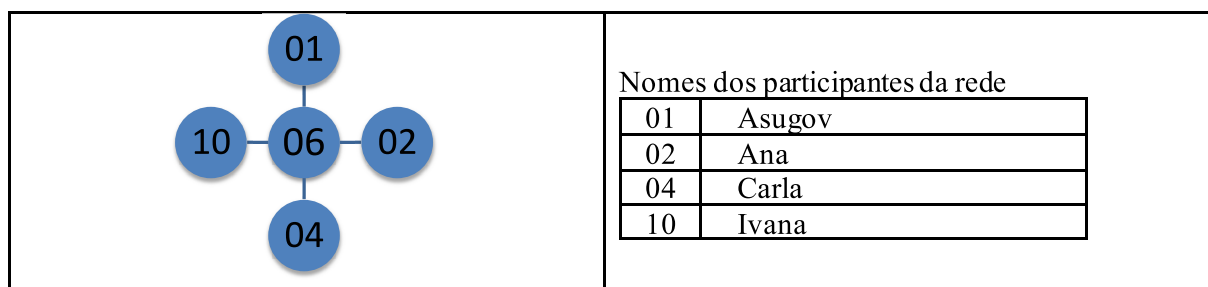 01
10 06 02
04
Nomes dos participantes da rede
01 Asugov
02 Ana
04 Carla
10 Ivana